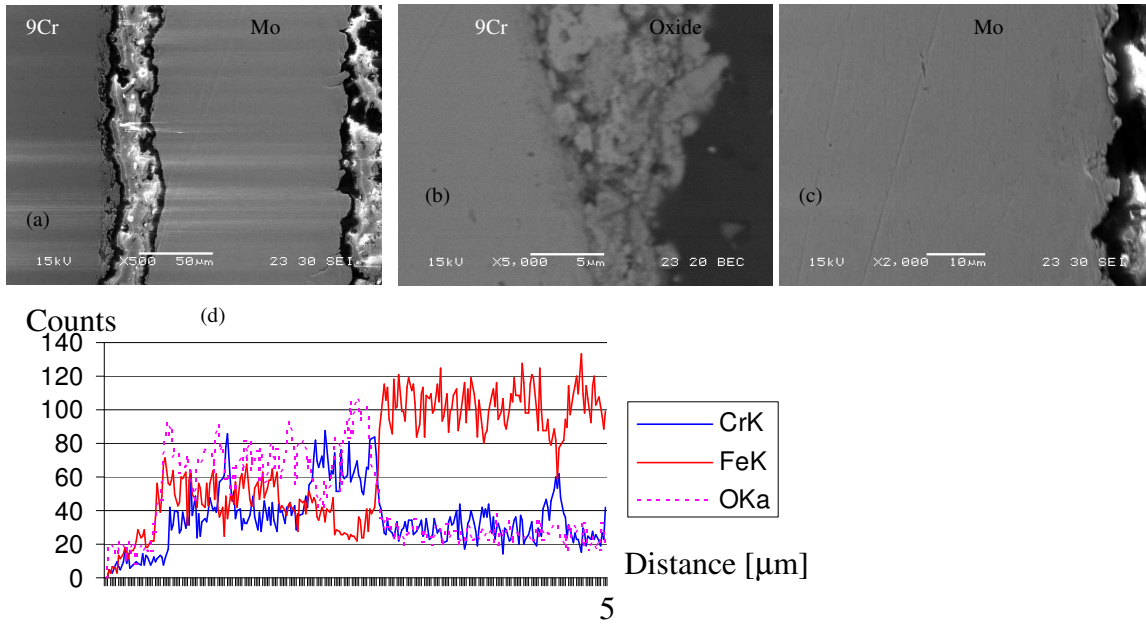 9Cr
Mo
(a)
15kV X500 50μm 23 30 SEI
9Cr
Oxide
(b)
15kV X5,000 5μm 23 20 BEC
Mo
(c)
15kV X2,000 10μm 23 30 SEI
Counts
(d)
140
120
100
80
60
40
20
0
CrK
FeK
OKa
Distance [μm]
5